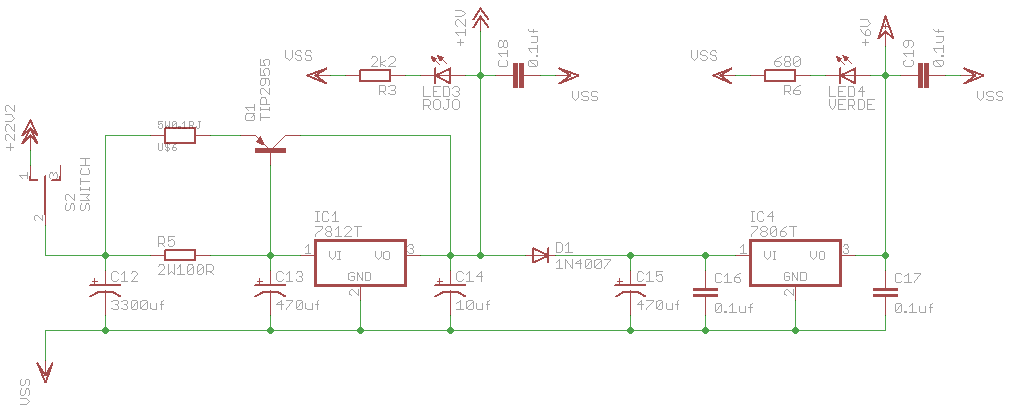 +22V2
1
3
2
S2
SWITCH
VSS
5W0.1RJ
U$6
Q1
TIP2955
R5
2W100R
C12
3300uf
C13
470uf
IC1
7812T
1
VI
VO
3
GND
2
C14
10uf
VSS
2k2
R3
LED3
ROJO
+12V
C18
0.1uf
VSS
D1
1N4007
C15
470uf
C16
0.1uf
IC4
7806T
1
VI
VO
3
GND
2
C17
0.1uf
VSS
680
R6
LED4
VERDE
+6V
C19
0.1uf
VSS